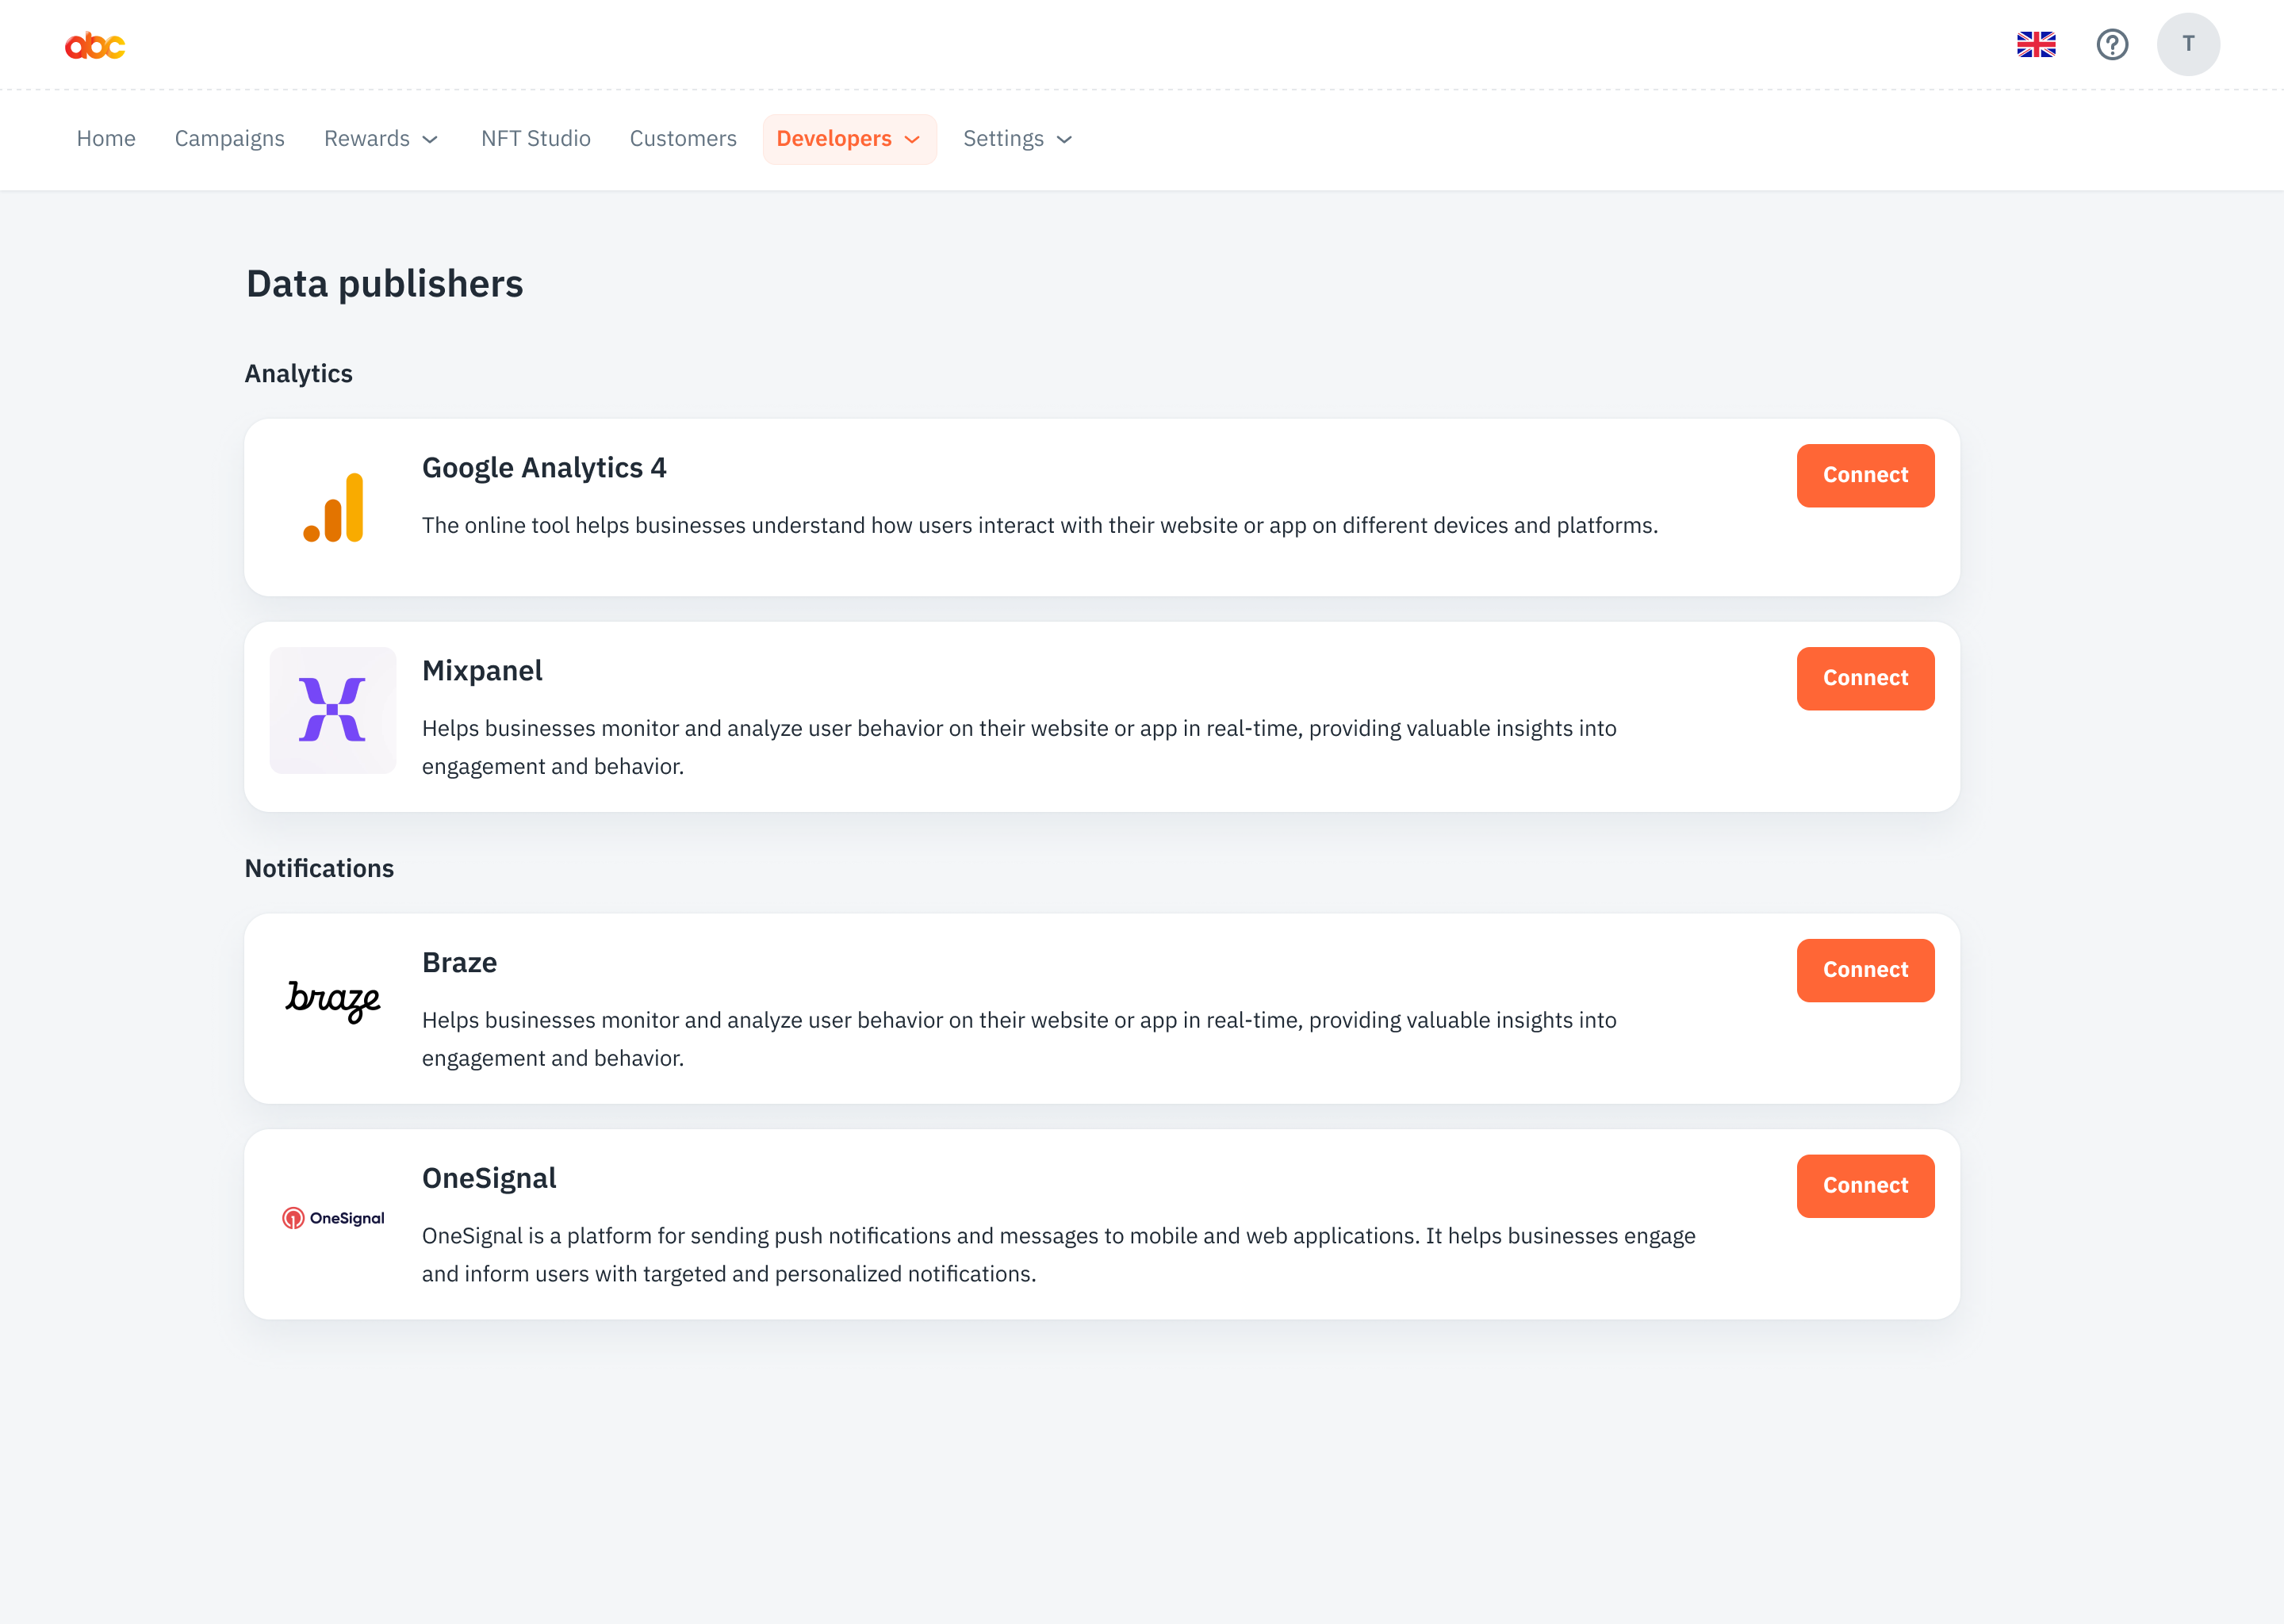 abc
T
Home Campaigns Rewards NFT Studio Customers Developers Settings
Data publishers
Analytics
Google Analytics 4
Connect
The online tool helps businesses understand how users interact with their website or app on different devices and platforms.
Mixpanel
Connect
Helps businesses monitor and analyze user behavior on their website or app in real-time, providing valuable insights into
engagement and behavior.
Notifications
braze
Braze
Connect
Helps businesses monitor and analyze user behavior on their website or app in real-time, providing valuable insights into
engagement and behavior.
OneSignal
OneSignal
Connect
OneSignal is a platform for sending push notifications and messages to mobile and web applications. It helps businesses engage
and inform users with targeted and personalized notifications.